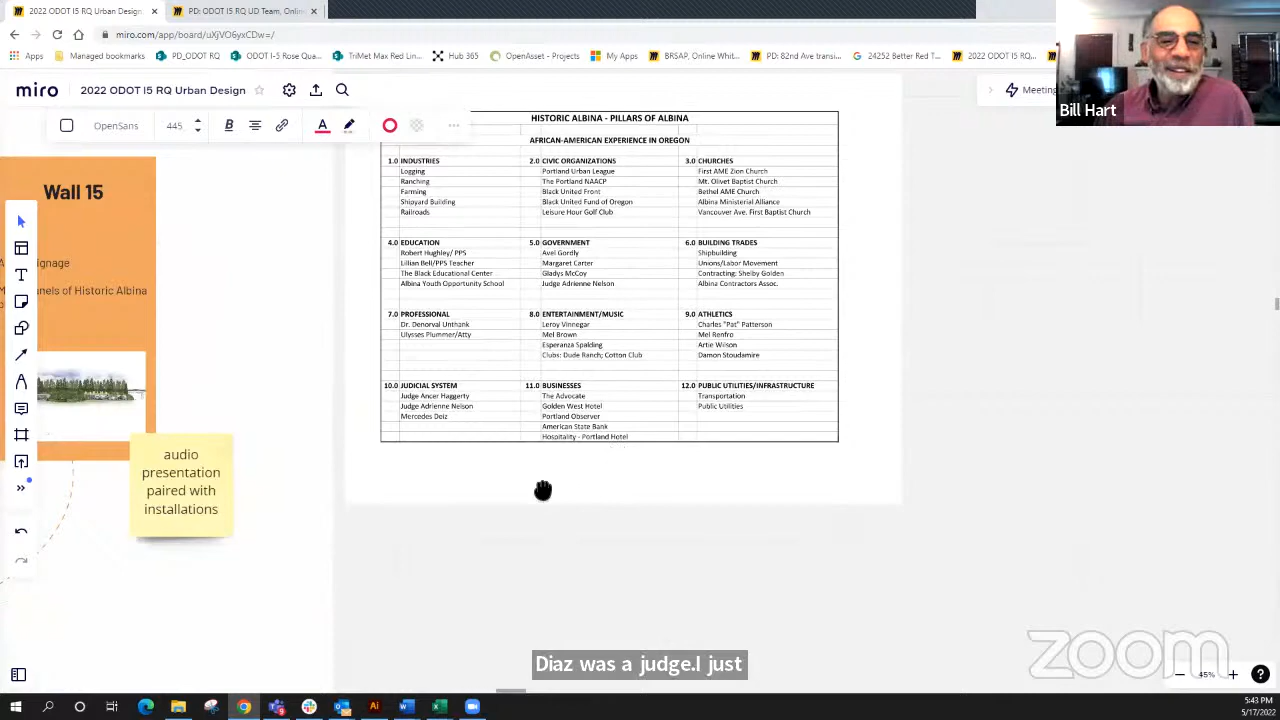 2022 ODOT I5 RQ Urban Design,
PD: ODOT I5 RQ UD Team, Onlin
miro.com/app/board/uXjVO6yxCDw=/
Apps
Managed bookmarks
PD_ODOT RQ
ODOT I-5 Rose Qua...
TriMet Max Red Lin...
Hub 365
OpenAsset - Projects
My Apps
BRSAP, Online Whit...
PD: 82nd Ave transi...
24252 Better Red T...
2022 ODOT I5 RQ...
miro
2022 ODOT I5 RQ Urban Design
Meeting
OpenSans
445
B
A
Bill Hart
Wall 15
gnage
anels of Historic Albina
audio
presentation
paired with
installations
HISTORIC ALBINA - PILLARS OF ALBINA
AFRICAN-AMERICAN EXPERIENCE IN OREGON
1.0 INDUSTRIES
Logging
Ranching
Farming
Shipyard Building
Railroads
2.0 CIVIC ORGANIZATIONS
Portland Urban League
The Portland NAACP
Black United Front
Black United Fund of Oregon
Leisure Hour Golf Club
3.0 CHURCHES
First AME Zion Church
Mt. Olivet Baptist Church
Bethel AME Church
Albina Ministerial Alliance
Vancouver Ave. First Baptist Church
4.0 EDUCATION
Robert Hughley/ PPS
Lillian Bell/PPS Teacher
The Black Educational Center
Albina Youth Opportunity School
5.0 GOVERNMENT
Avel Gordly
Margaret Carter
Gladys McCoy
Judge Adrienne Nelson
6.0 BUILDING TRADES
Shipbuilding
Unions/Labor Movement
Contracting: Shelby Golden
Albina Contractors Assoc.
7.0 PROFESSIONAL
Dr. Denorval Unthank
Ulysses Plummer/Atty
8.0 ENTERTAINMENT/MUSIC
Leroy Vinnegar
Mel Brown
Esperanza Spalding
Clubs: Dude Ranch; Cotton Club
9.0 ATHLETICS
Charles "Pat" Patterson
Mel Renfro
Artie Wilson
Damon Stoudamire
10.0 JUDICIAL SYSTEM
Judge Ancer Haggerty
Judge Adrienne Nelson
Mercedes Deiz
11.0 BUSINESSES
The Advocate
Golden West Hotel
Portland Observer
American State Bank
Hospitality - Portland Hotel
12.0 PUBLIC UTILITIES/INFRASTRUCTURE
Transportation
Public Utilities
Diaz was a judge.I just
zoom
45%
5:43 PM
5/17/2022